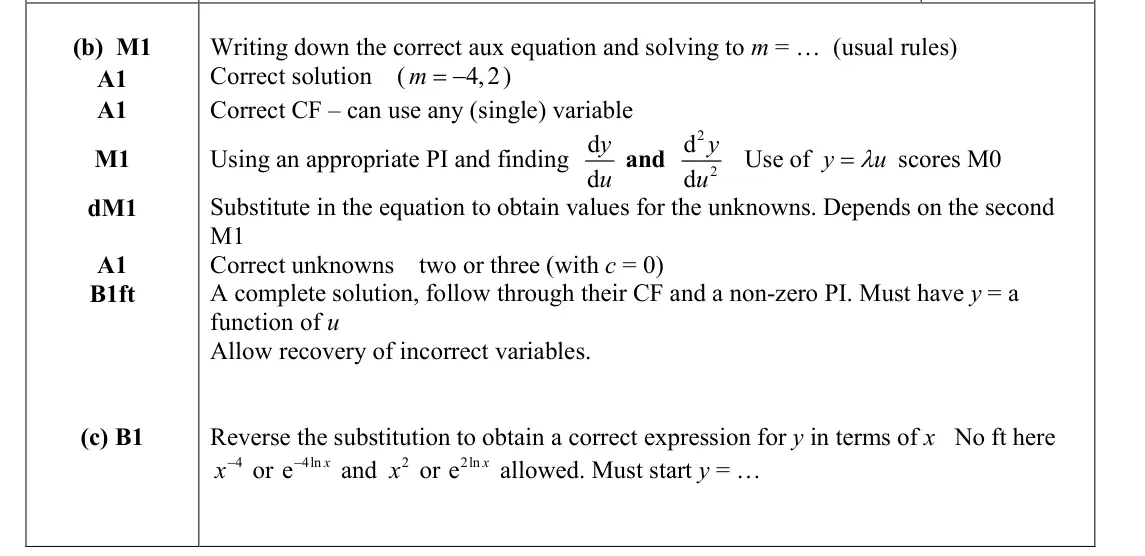 (b) M1 Writing down the correct aux equation and solving to m = … (usual rules)
A1 Correct solution (m = −4, 2)
A1 Correct CF – can use any (single) variable
M1 Using an appropriate PI and finding dy/du and d²y/du² Use of y = λu scores M0
dM1 Substitute in the equation to obtain values for the unknowns. Depends on the second
M1
A1 Correct unknowns two or three (with c = 0)
B1ft A complete solution, follow through their CF and a non-zero PI. Must have y = a
function of u
Allow recovery of incorrect variables.
(c) B1 Reverse the substitution to obtain a correct expression for y in terms of x No ft here
x⁻⁴ or e^(−4 ln x) and x² or e^(2 ln x) allowed. Must start y = …